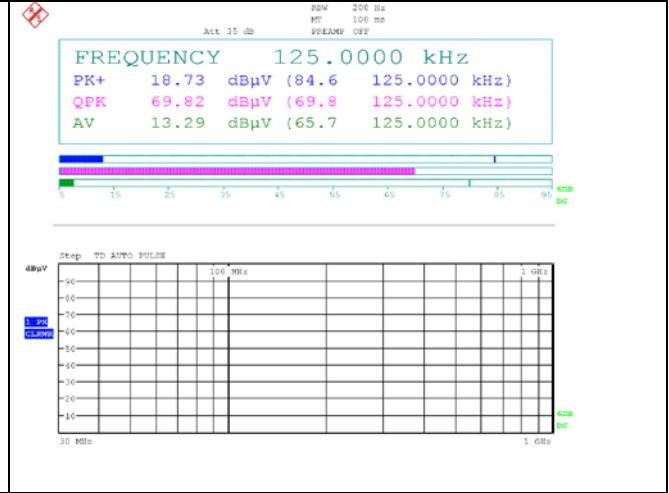 RBW 200 Hz
MT 100 ms
Att 35 dB PREAMP OFF
FREQUENCY 125.0000 kHz
PK+ 18.73 dBµV (84.6 125.0000 kHz)
QPK 69.82 dBµV (69.8 125.0000 kHz)
AV 13.29 dBµV (65.7 125.0000 kHz)
5 15 25 35 45 55 65 75 85 95
6DB
DC
Step TD AUTO PULSE
dBµV
100 MHz 1 GHz
90
80
70
1 PK
CLRWR
60
50
40
30
20
10
6DB
DC
30 MHz 1 GHz